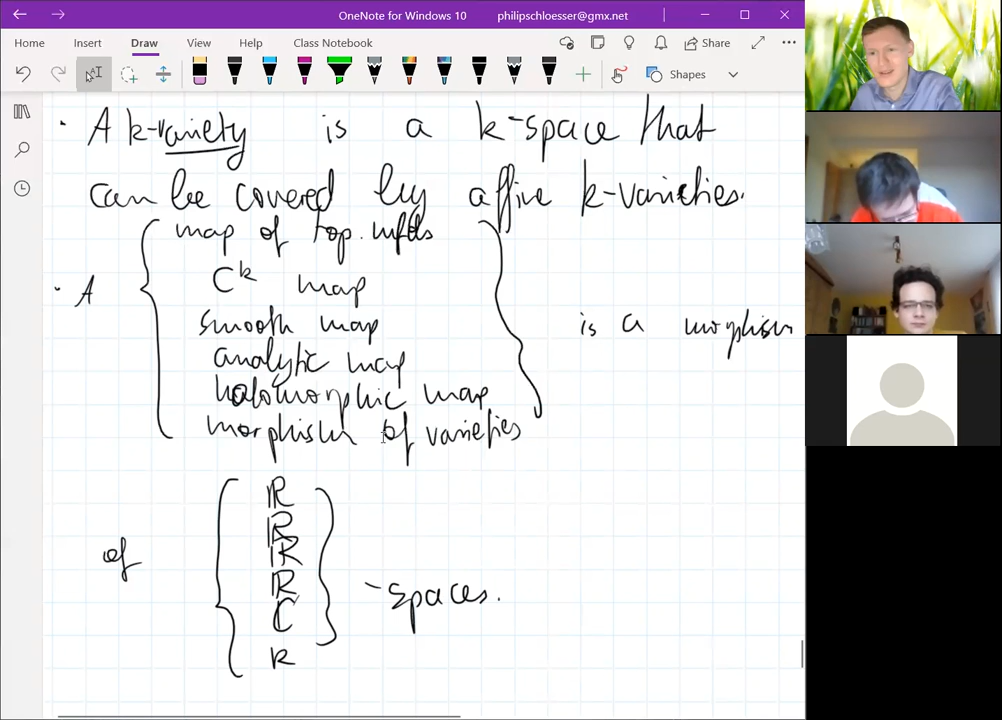 OneNote for Windows 10
philipschloesser@gmx.net
Home Insert Draw View Help Class Notebook
Share
Shapes
· A k-variety is a k-space that
can be covered by affine k-varieties.
· A { map of top. mfds
C^k map
smooth map
analytic map
holomorphic map
morphism of varieties } is a morphism
of { ℝ
ℝ
ℝ
ℝ
ℂ
k } -spaces.